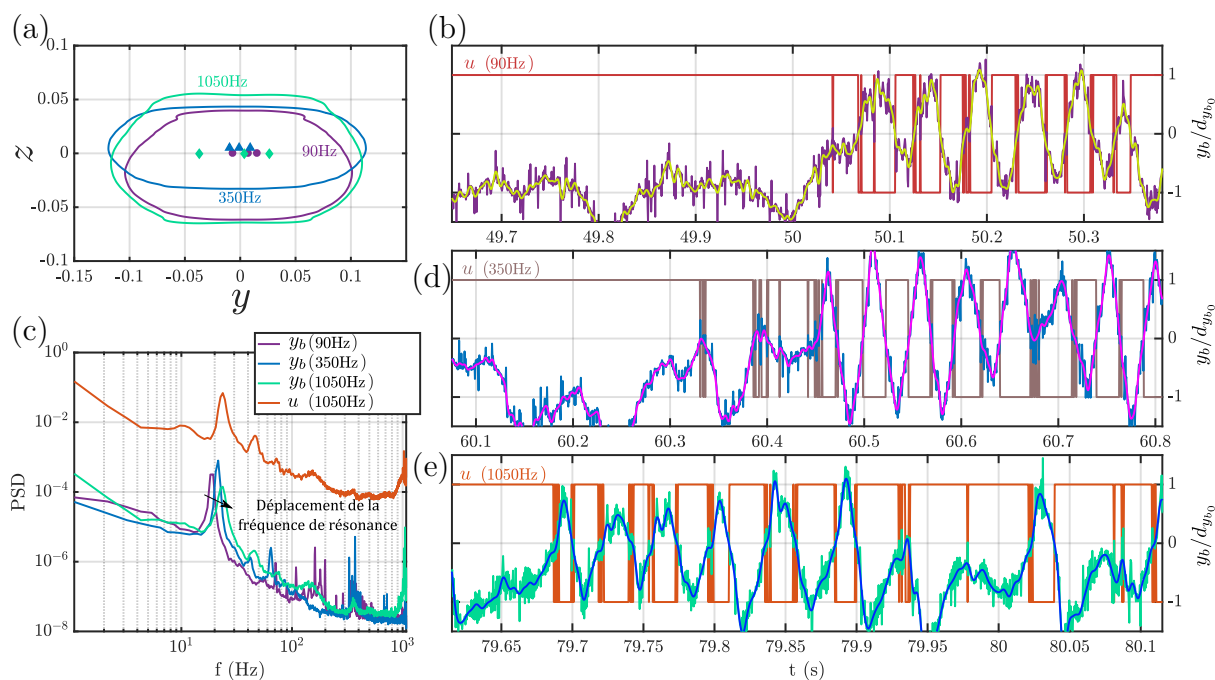 (a)
0.1
0.05
0
-0.05
-0.1
z
1050Hz
90Hz
350Hz
-0.15
-0.1
-0.05
0
0.05
0.1
y
(b)
u (90Hz)
1
0
-1
y_b/d_{y_{b_0}}
49.7
49.8
49.9
50
50.1
50.2
50.3
(c)
10^0
10^{-2}
10^{-4}
10^{-6}
10^{-8}
PSD
y_b(90Hz)
y_b(350Hz)
y_b(1050Hz)
u (1050Hz)
Déplacement de la
fréquence de résonance
10^1
10^2
10^3
f (Hz)
(d)
u (350Hz)
1
0
-1
y_b/d_{y_{b_0}}
60.1
60.2
60.3
60.4
60.5
60.6
60.7
60.8
(e)
u (1050Hz)
1
0
-1
y_b/d_{y_{b_0}}
79.65
79.7
79.75
79.8
79.85
79.9
79.95
80
80.05
80.1
t (s)